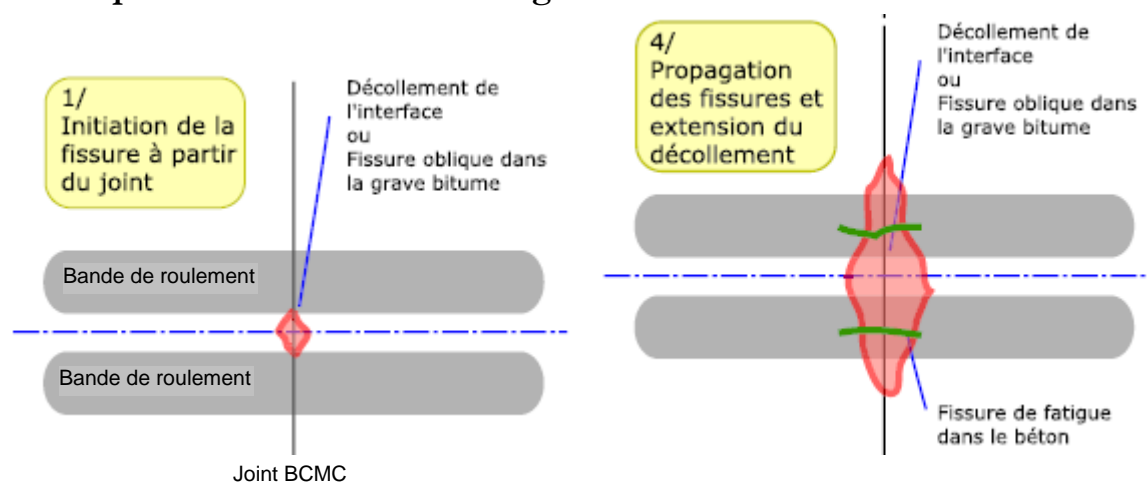 1/
Initiation de la
fissure à partir
du joint
Décollement de
l'interface
ou
Fissure oblique dans
la grave bitume
Bande de roulement
Bande de roulement
Joint BCMC
4/
Propagation
des fissures et
extension du
décollement
Décollement de
l'interface
ou
Fissure oblique dans
la grave bitume
Fissure de fatigue
dans le béton